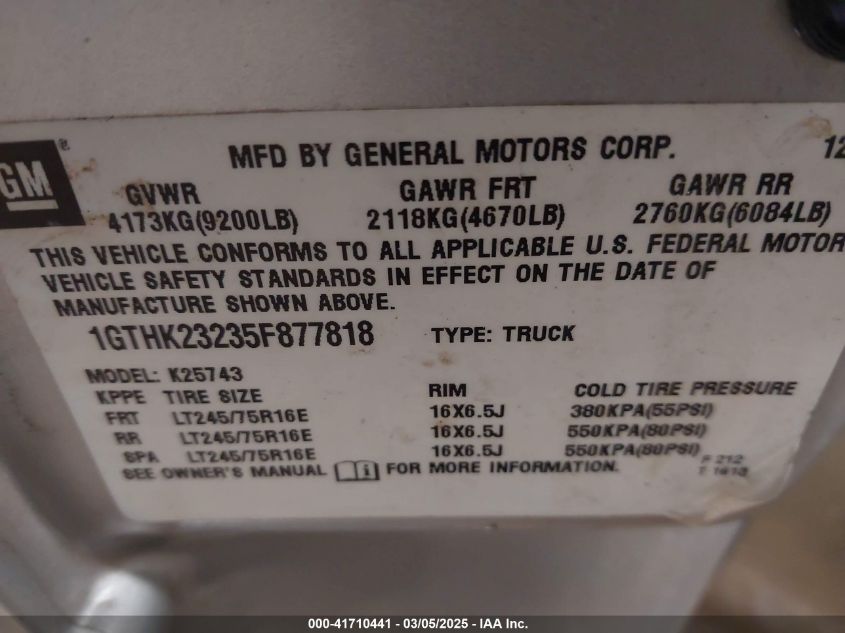 GM ®
MFD BY GENERAL MOTORS CORP. 12
GVWR GAWR FRT GAWR RR
4173KG(9200LB) 2118KG(4670LB) 2760KG(6084LB)
THIS VEHICLE CONFORMS TO ALL APPLICABLE U.S. FEDERAL MOTOR
VEHICLE SAFETY STANDARDS IN EFFECT ON THE DATE OF
MANUFACTURE SHOWN ABOVE.
1GTHK23235F877818 TYPE: TRUCK
MODEL: K25743
KPPE TIRE SIZE RIM COLD TIRE PRESSURE
FRT LT245/75R16E 16X6.5J 380KPA(55PSI)
RR LT245/75R16E 16X6.5J 550KPA(80PSI)
SPA LT245/75R16E 16X6.5J 550KPA(80PSI)
SEE OWNER'S MANUAL FOR MORE INFORMATION.
F 212
000-41710441 - 03/05/2025 - IAA Inc.